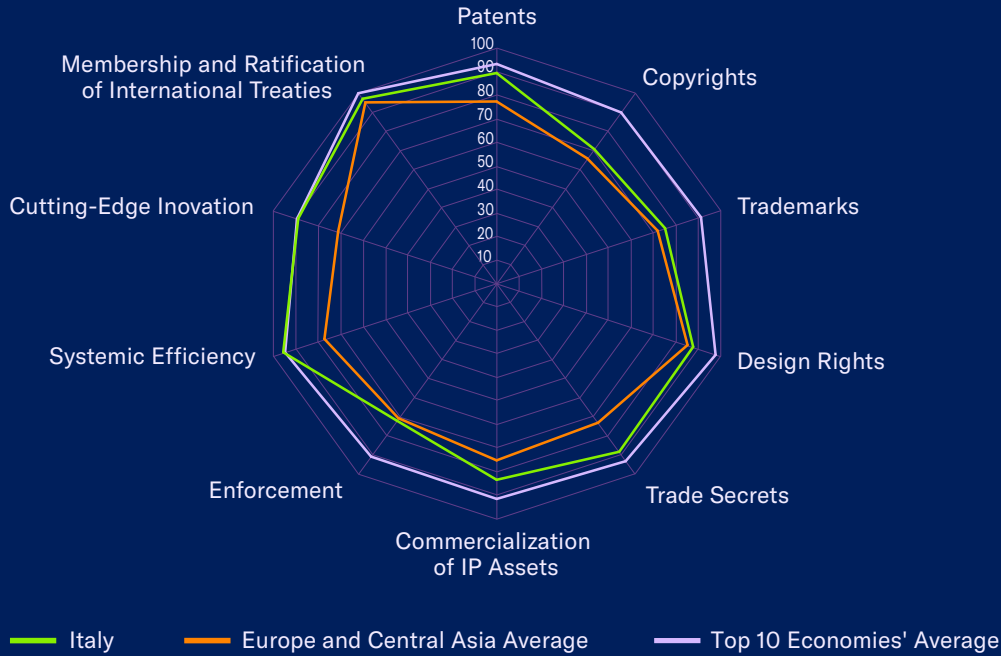 Patents
100
90
80
70
60
50
40
30
20
10
Membership and Ratification
of International Treaties
Copyrights
Cutting-Edge Inovation
Trademarks
Systemic Efficiency
Design Rights
Enforcement
Trade Secrets
Commercialization
of IP Assets
Italy
Europe and Central Asia Average
Top 10 Economies' Average